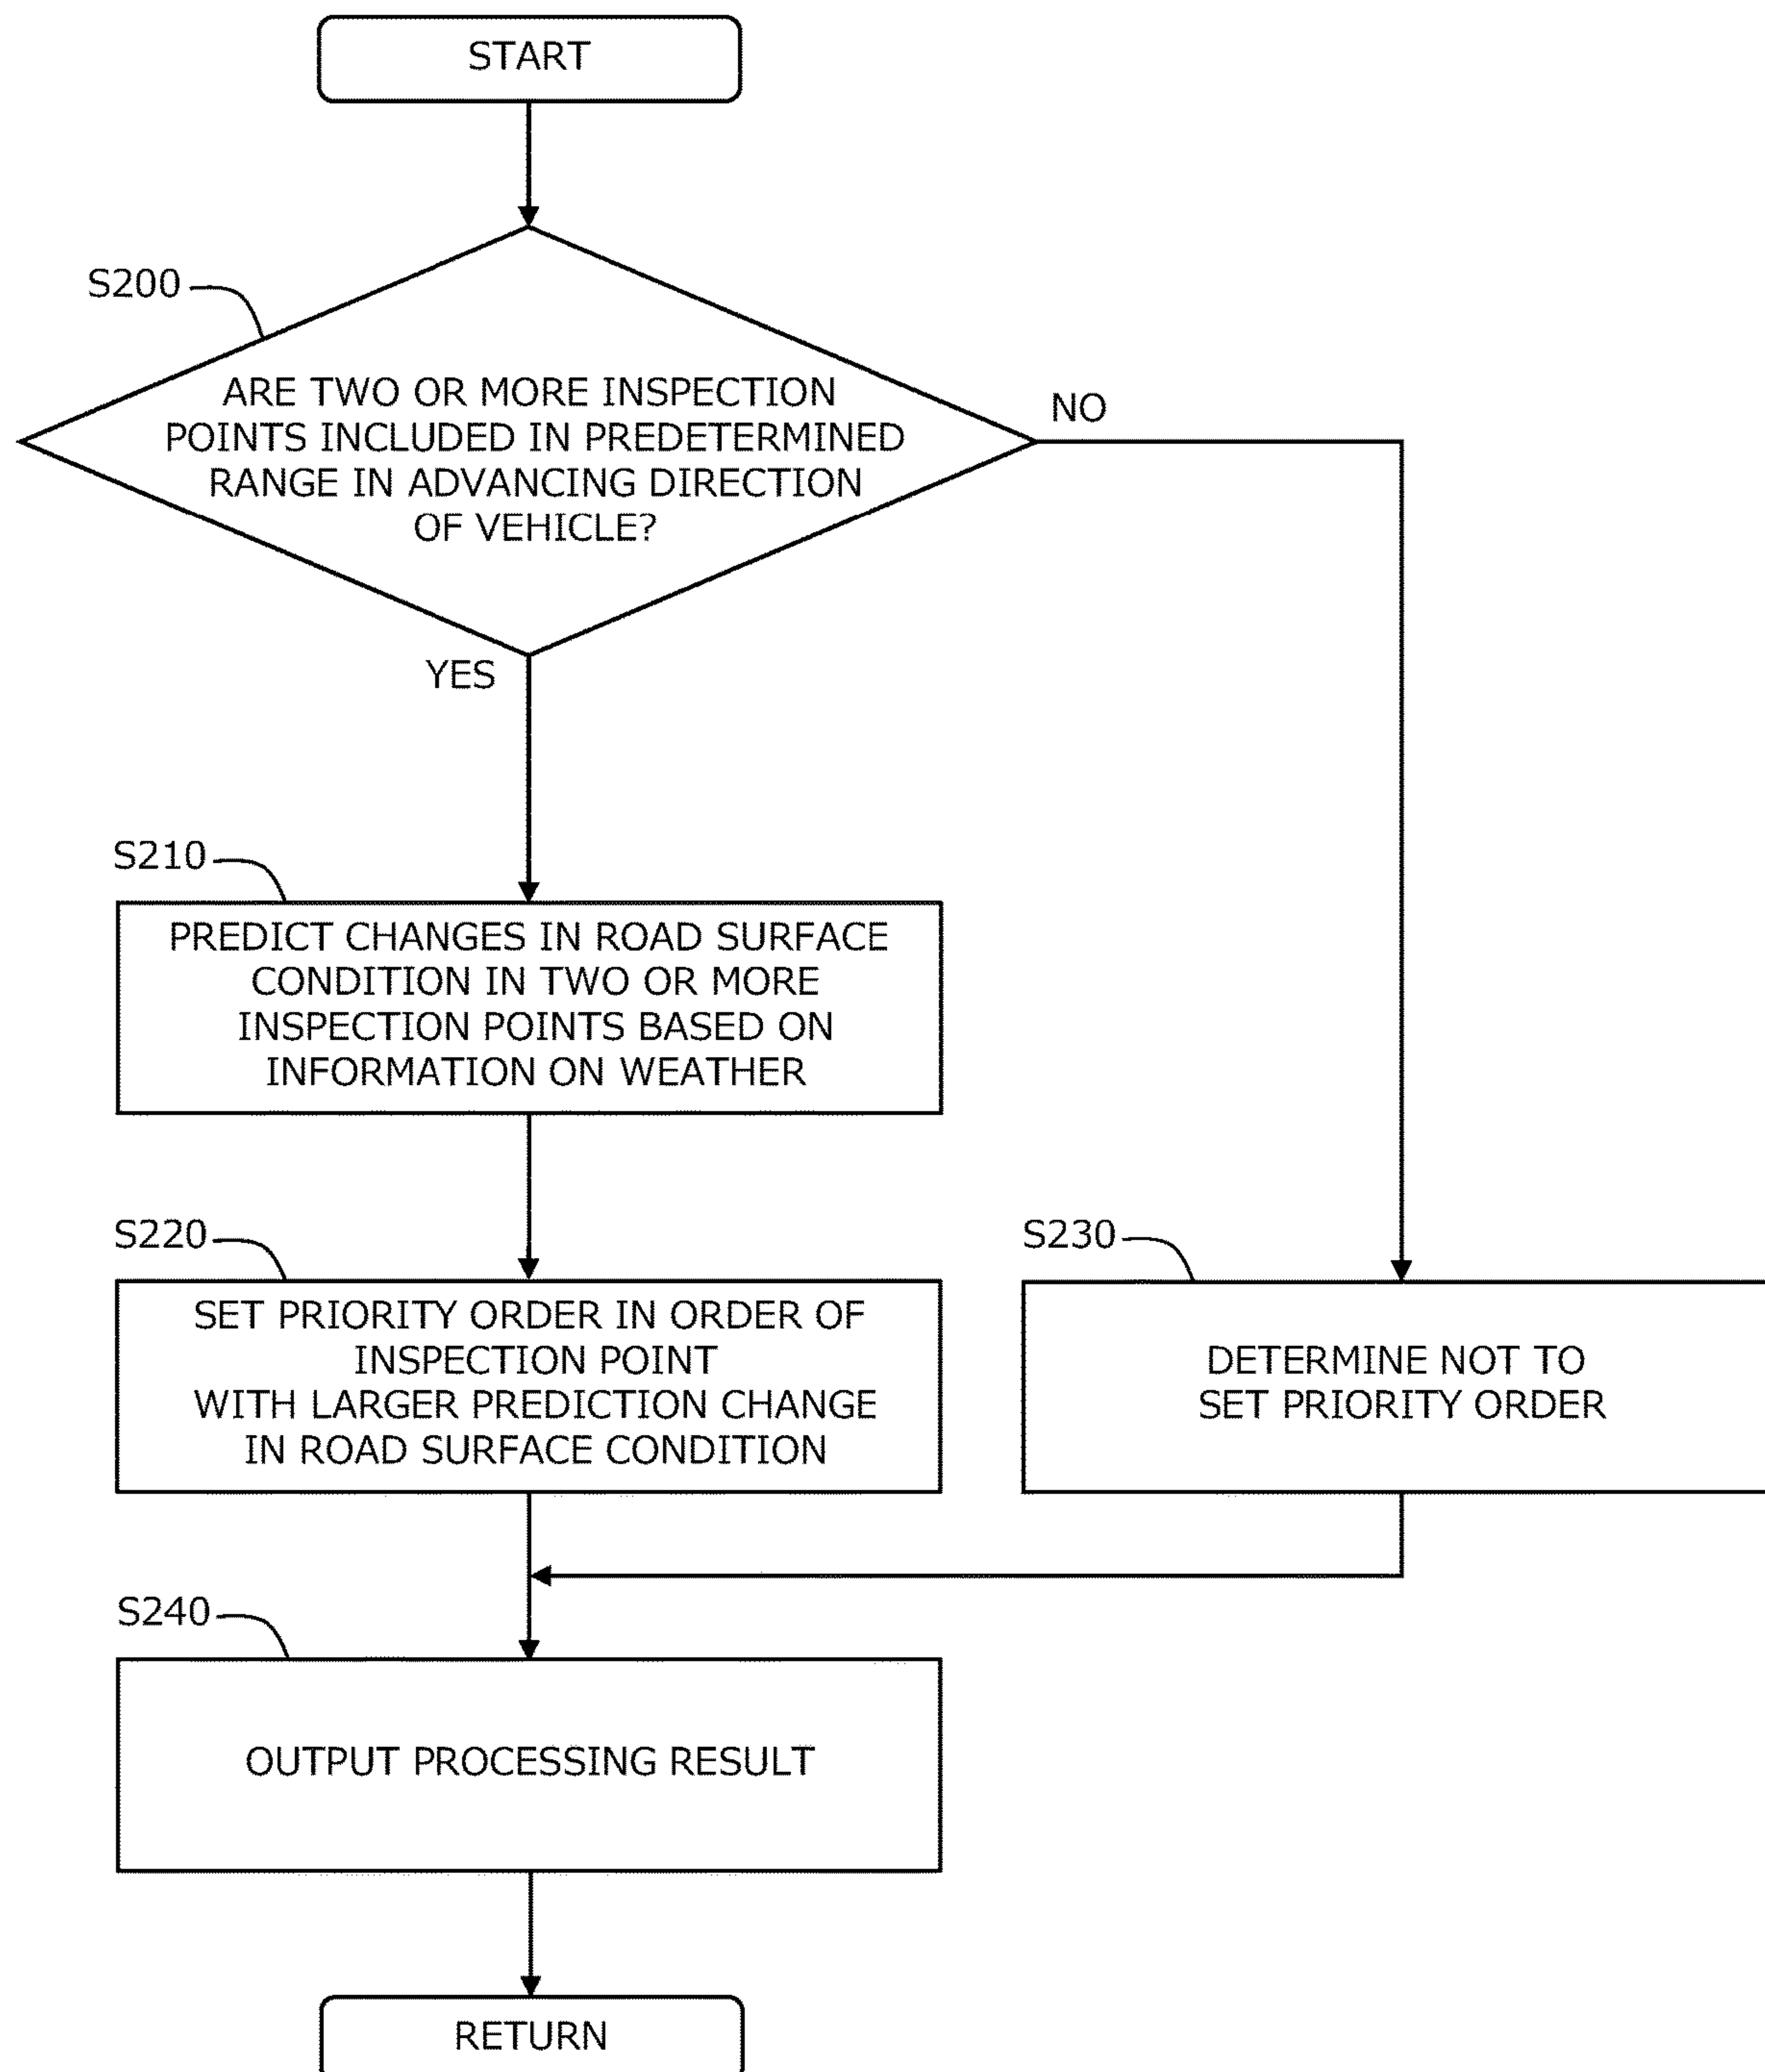 START
S200
ARE TWO OR MORE INSPECTION
POINTS INCLUDED IN PREDETERMINED
RANGE IN ADVANCING DIRECTION
OF VEHICLE?
NO
YES
S210
PREDICT CHANGES IN ROAD SURFACE
CONDITION IN TWO OR MORE
INSPECTION POINTS BASED ON
INFORMATION ON WEATHER
S220
SET PRIORITY ORDER IN ORDER OF
INSPECTION POINT
WITH LARGER PREDICTION CHANGE
IN ROAD SURFACE CONDITION
S230
DETERMINE NOT TO
SET PRIORITY ORDER
S240
OUTPUT PROCESSING RESULT
RETURN